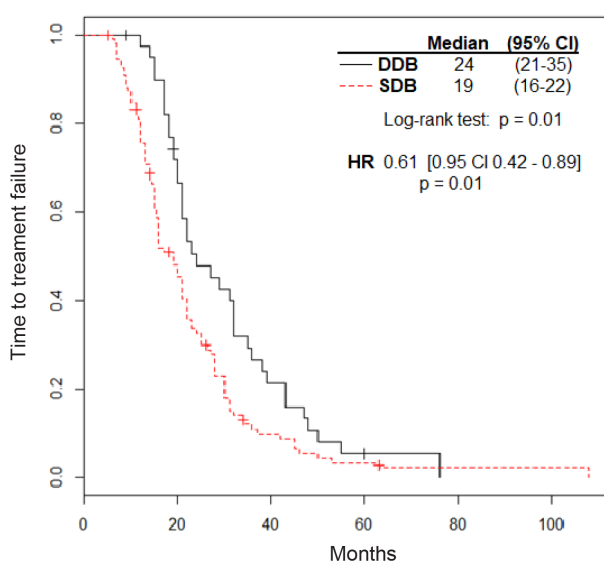 Median (95% CI)
DDB 24 (21-35)
SDB 19 (16-22)
Log-rank test: p = 0.01
HR 0.61 [0.95 CI 0.42 - 0.89]
p = 0.01
Time to treament failure
1.0
0.8
0.6
0.4
0.2
0.0
0 20 40 60 80 100
Months